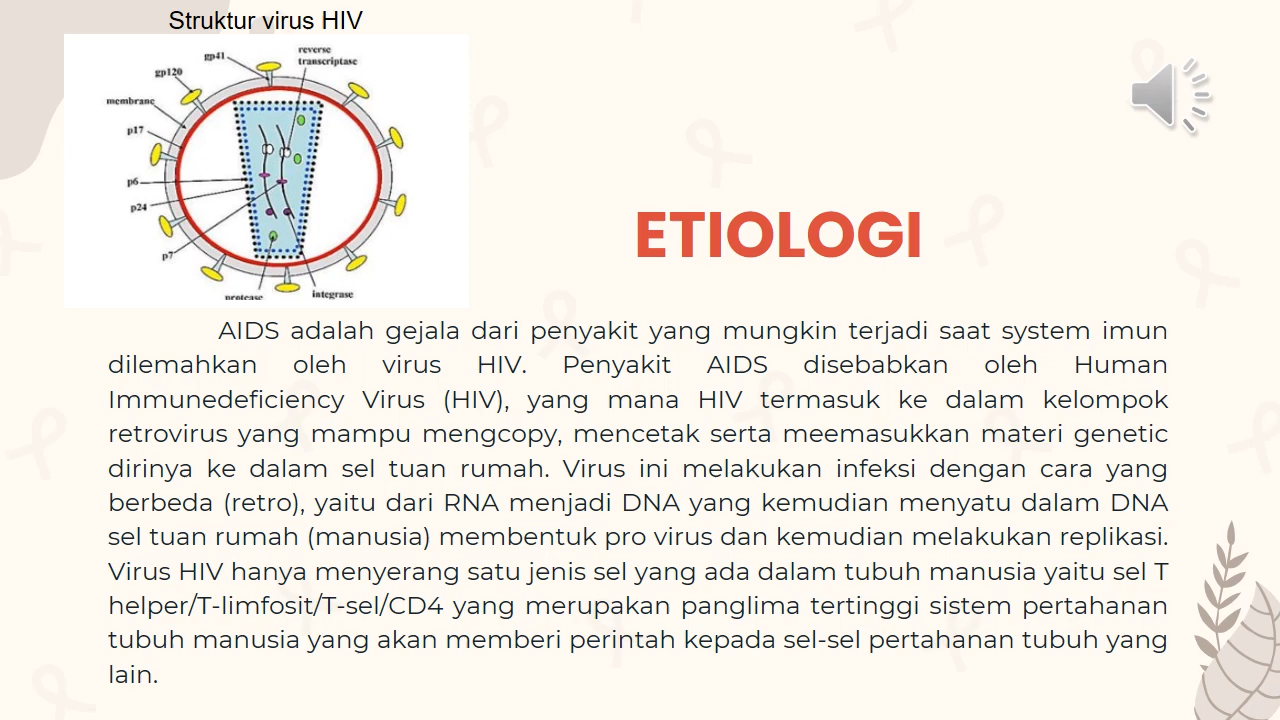 Struktur virus HIV
gp41
reverse
transcriptase
gp120
membrane
p17
p6
p24
p7
protease
integrase
ETIOLOGI
AIDS adalah gejala dari penyakit yang mungkin terjadi saat system imun
dilemahkan oleh virus HIV. Penyakit AIDS disebabkan oleh Human
Immunedeficiency Virus (HIV), yang mana HIV termasuk ke dalam kelompok
retrovirus yang mampu mengcopy, mencetak serta meemasukkan materi genetic
dirinya ke dalam sel tuan rumah. Virus ini melakukan infeksi dengan cara yang
berbeda (retro), yaitu dari RNA menjadi DNA yang kemudian menyatu dalam DNA
sel tuan rumah (manusia) membentuk pro virus dan kemudian melakukan replikasi.
Virus HIV hanya menyerang satu jenis sel yang ada dalam tubuh manusia yaitu sel T
helper/T-limfosit/T-sel/CD4 yang merupakan panglima tertinggi sistem pertahanan
tubuh manusia yang akan memberi perintah kepada sel-sel pertahanan tubuh yang
lain.